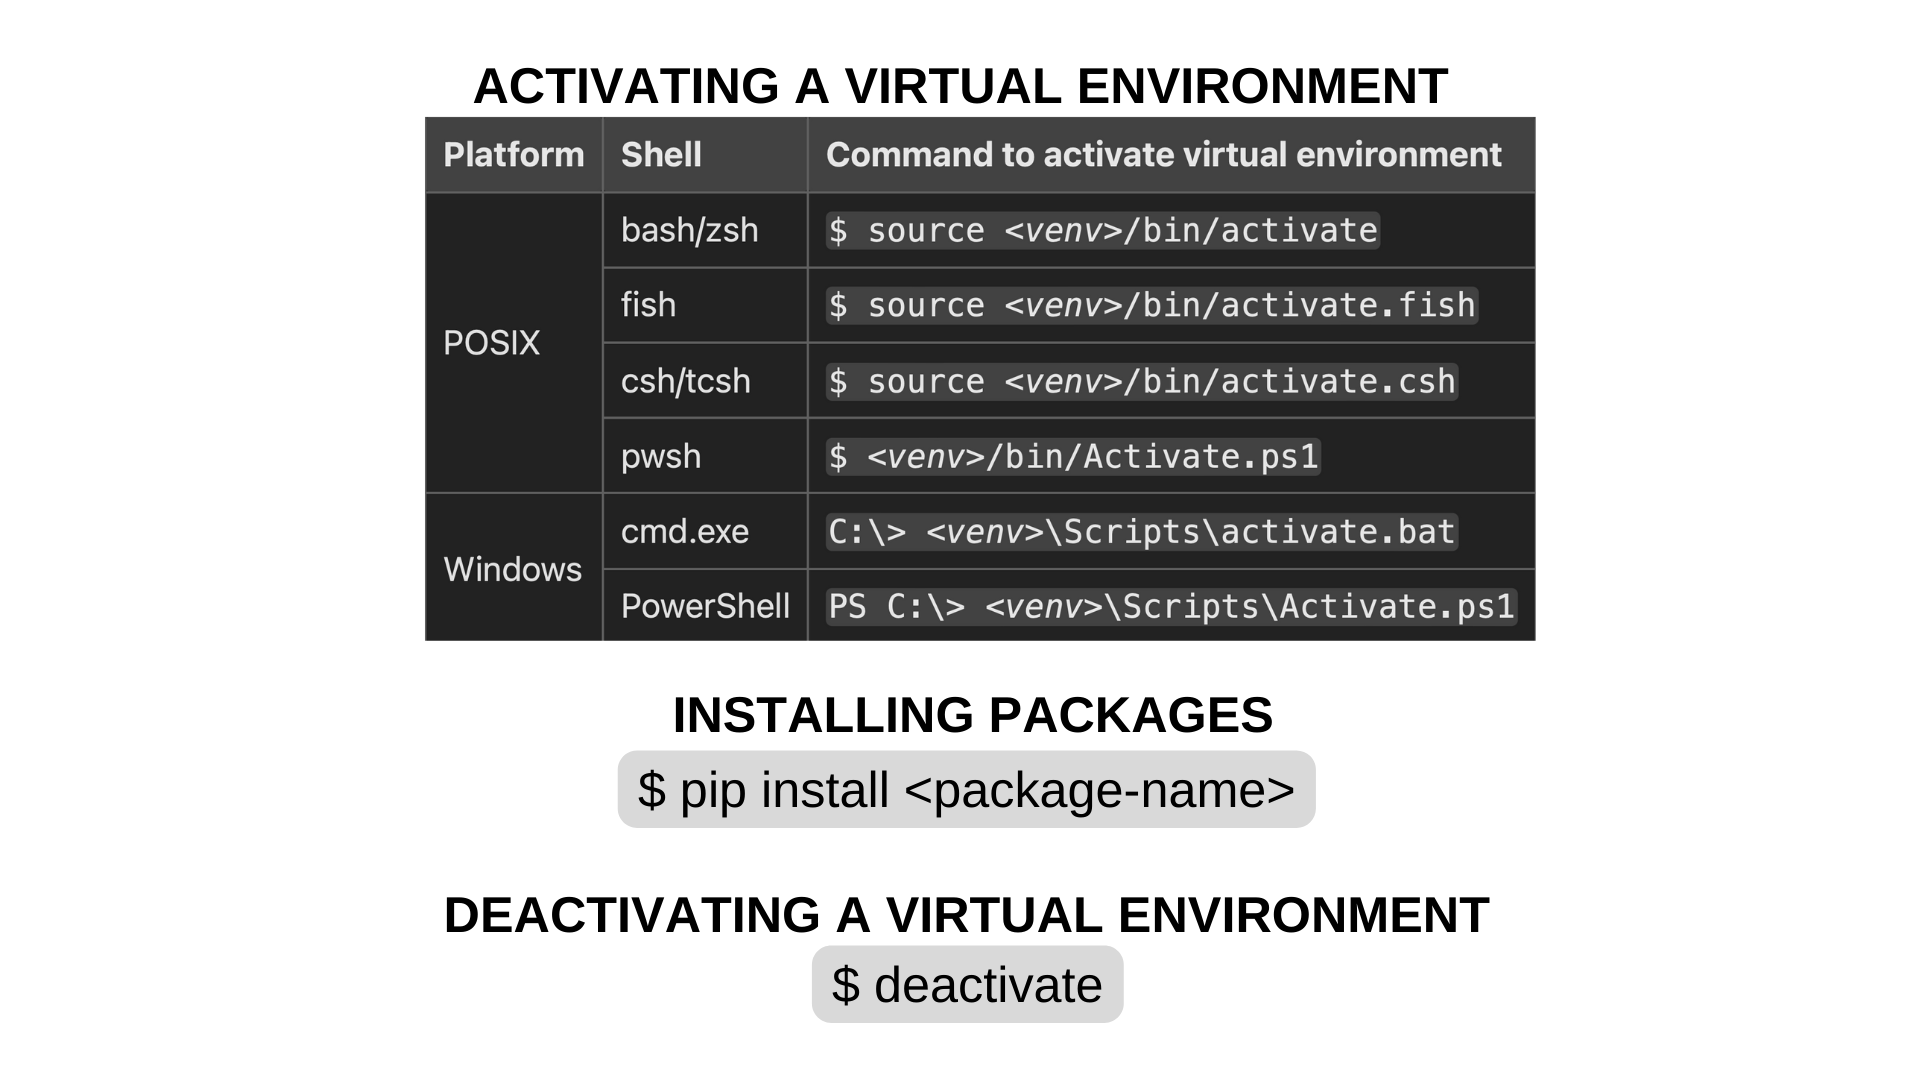 ACTIVATING A VIRTUAL ENVIRONMENT
Platform Shell Command to activate virtual environment
POSIX
bash/zsh $ source <venv>/bin/activate
fish $ source <venv>/bin/activate.fish
csh/tcsh $ source <venv>/bin/activate.csh
pwsh $ <venv>/bin/Activate.ps1
Windows
cmd.exe C:\> <venv>\Scripts\activate.bat
PowerShell PS C:\> <venv>\Scripts\Activate.ps1
INSTALLING PACKAGES
$ pip install <package-name>
DEACTIVATING A VIRTUAL ENVIRONMENT
$ deactivate